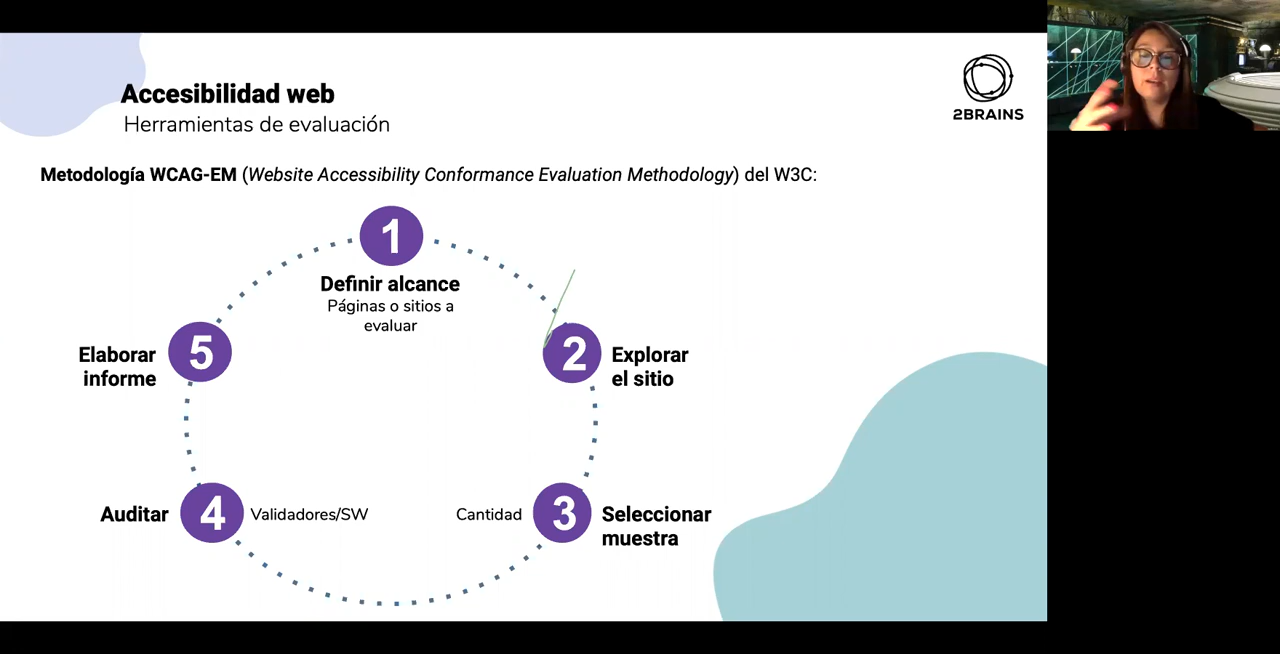 Accesibilidad web
Herramientas de evaluación
2BRAINS
Metodología WCAG-EM (Website Accessibility Conformance Evaluation Methodology) del W3C:
1
Definir alcance
Páginas o sitios a
evaluar
2
Explorar
el sitio
3
Seleccionar
muestra
Cantidad
4
Auditar
Validadores/SW
5
Elaborar
informe